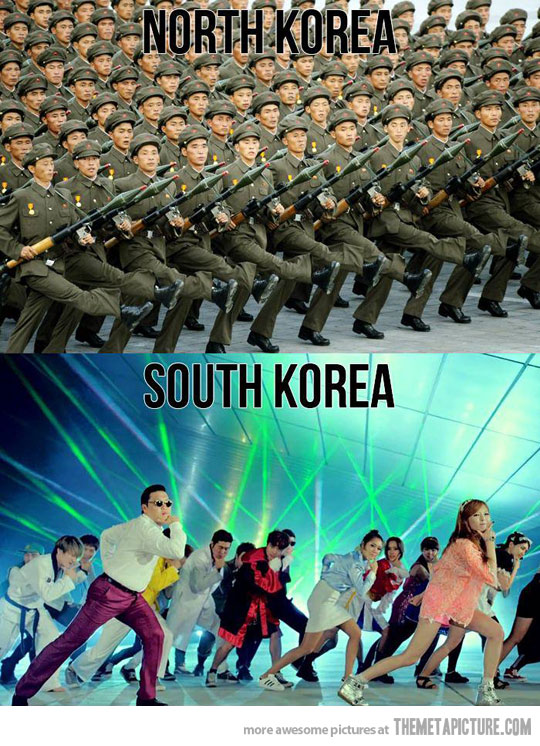 NORTH KOREA
SOUTH KOREA
more awesome pictures at THEMETAPICTURE.COM